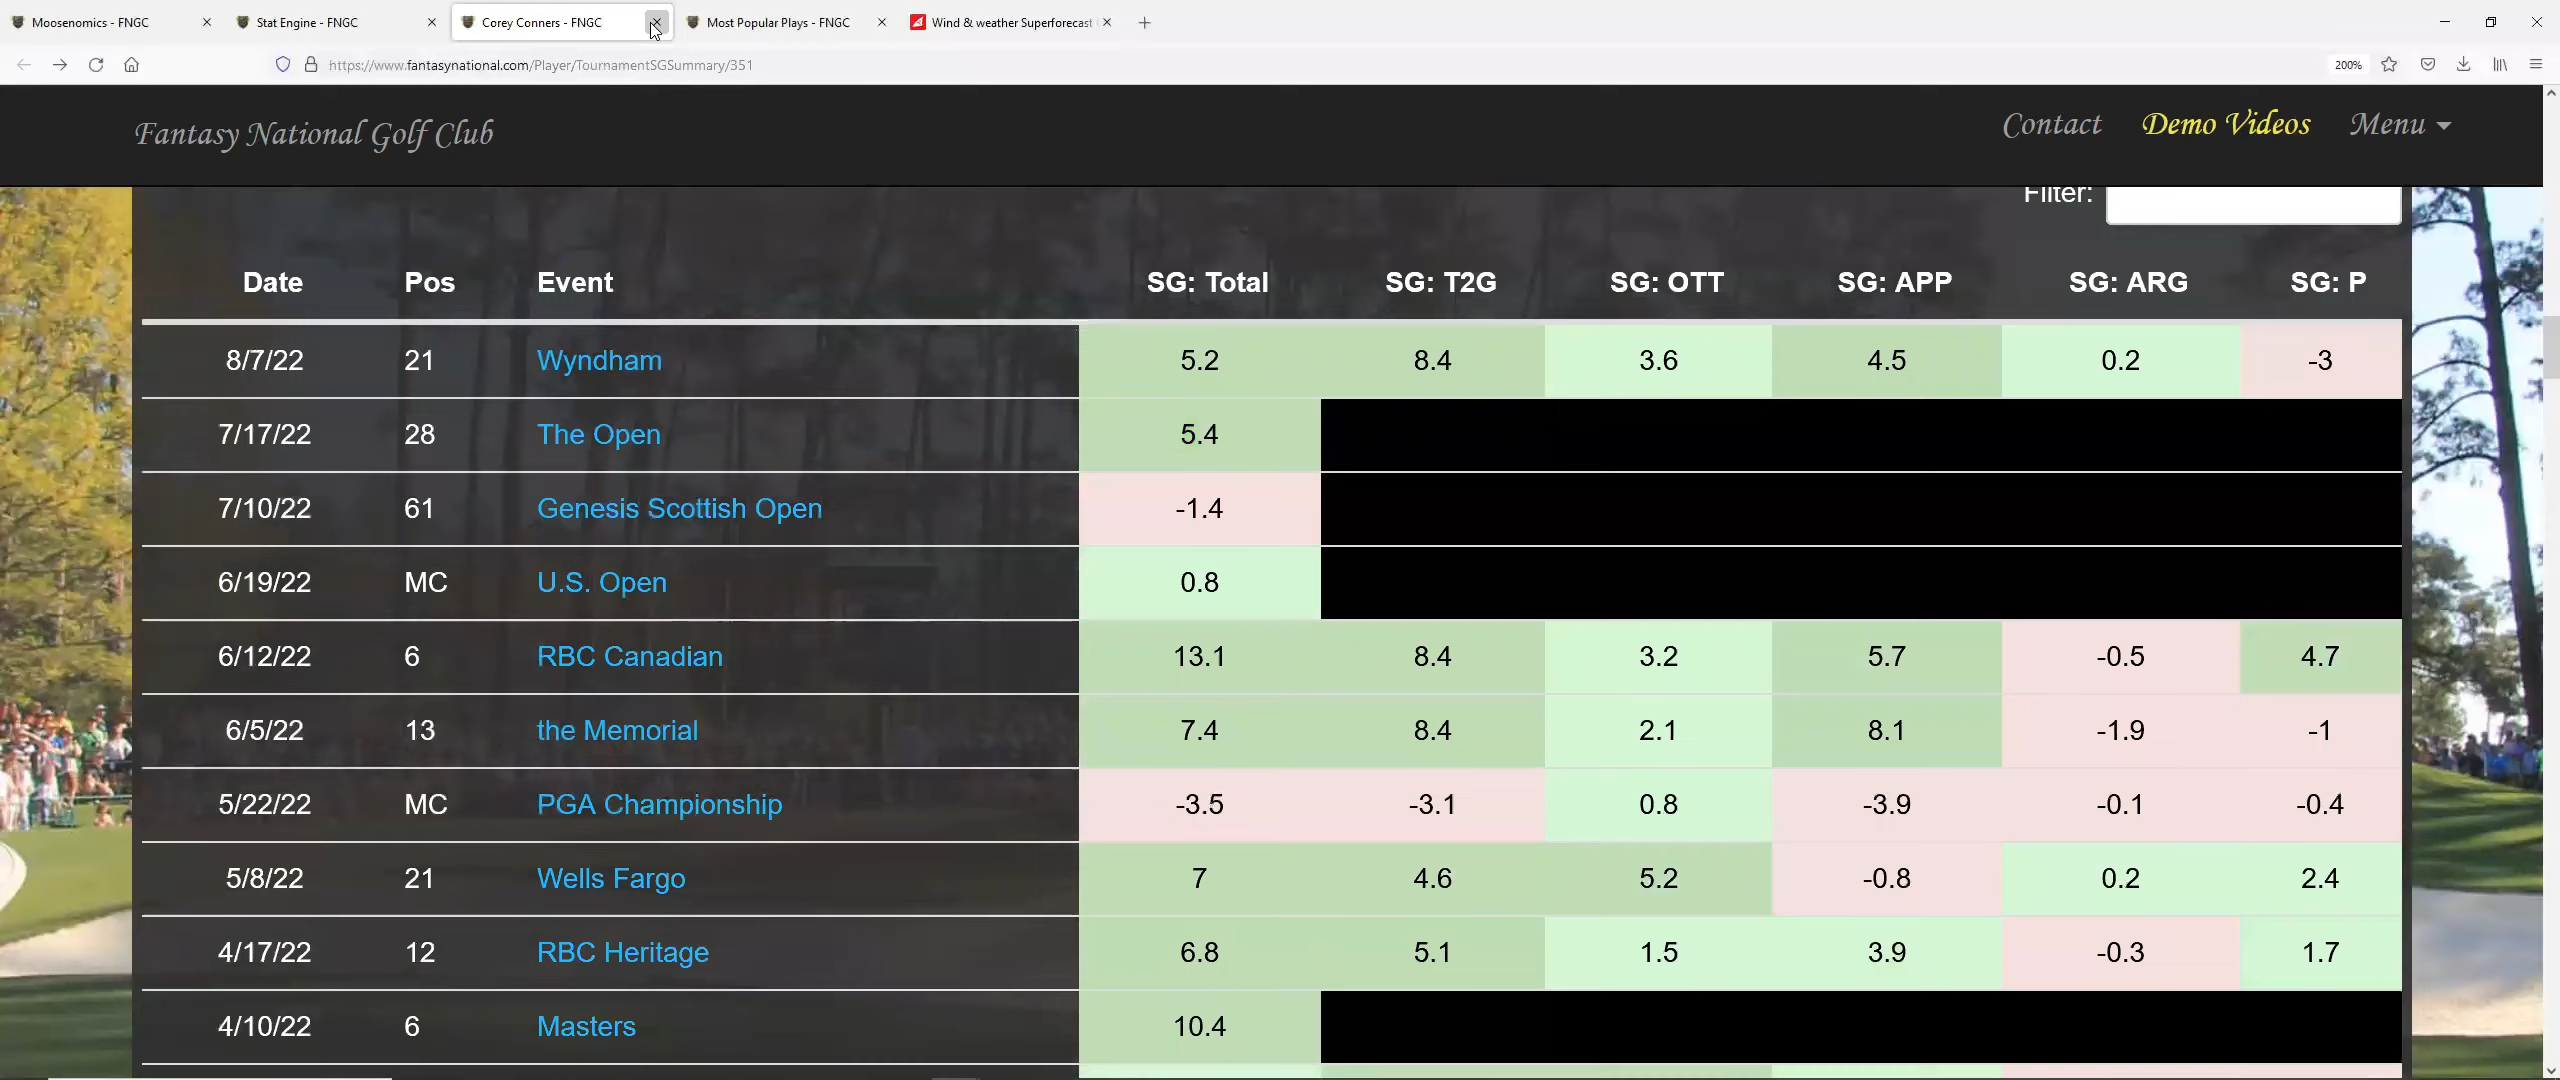 Moosenomics - FNGC
Stat Engine - FNGC
Corey Conners - FNGC
Most Popular Plays - FNGC
Wind & weather Superforecast
https://www.fantasynational.com/Player/TournamentSGSummary/351
200%
Fantasy National Golf Club
Contact
Demo Videos
Menu
Filter:
Date Pos Event SG: Total SG: T2G SG: OTT SG: APP SG: ARG SG: P
8/7/22 21 Wyndham 5.2 8.4 3.6 4.5 0.2 -3
7/17/22 28 The Open 5.4
7/10/22 61 Genesis Scottish Open -1.4
6/19/22 MC U.S. Open 0.8
6/12/22 6 RBC Canadian 13.1 8.4 3.2 5.7 -0.5 4.7
6/5/22 13 the Memorial 7.4 8.4 2.1 8.1 -1.9 -1
5/22/22 MC PGA Championship -3.5 -3.1 0.8 -3.9 -0.1 -0.4
5/8/22 21 Wells Fargo 7 4.6 5.2 -0.8 0.2 2.4
4/17/22 12 RBC Heritage 6.8 5.1 1.5 3.9 -0.3 1.7
4/10/22 6 Masters 10.4